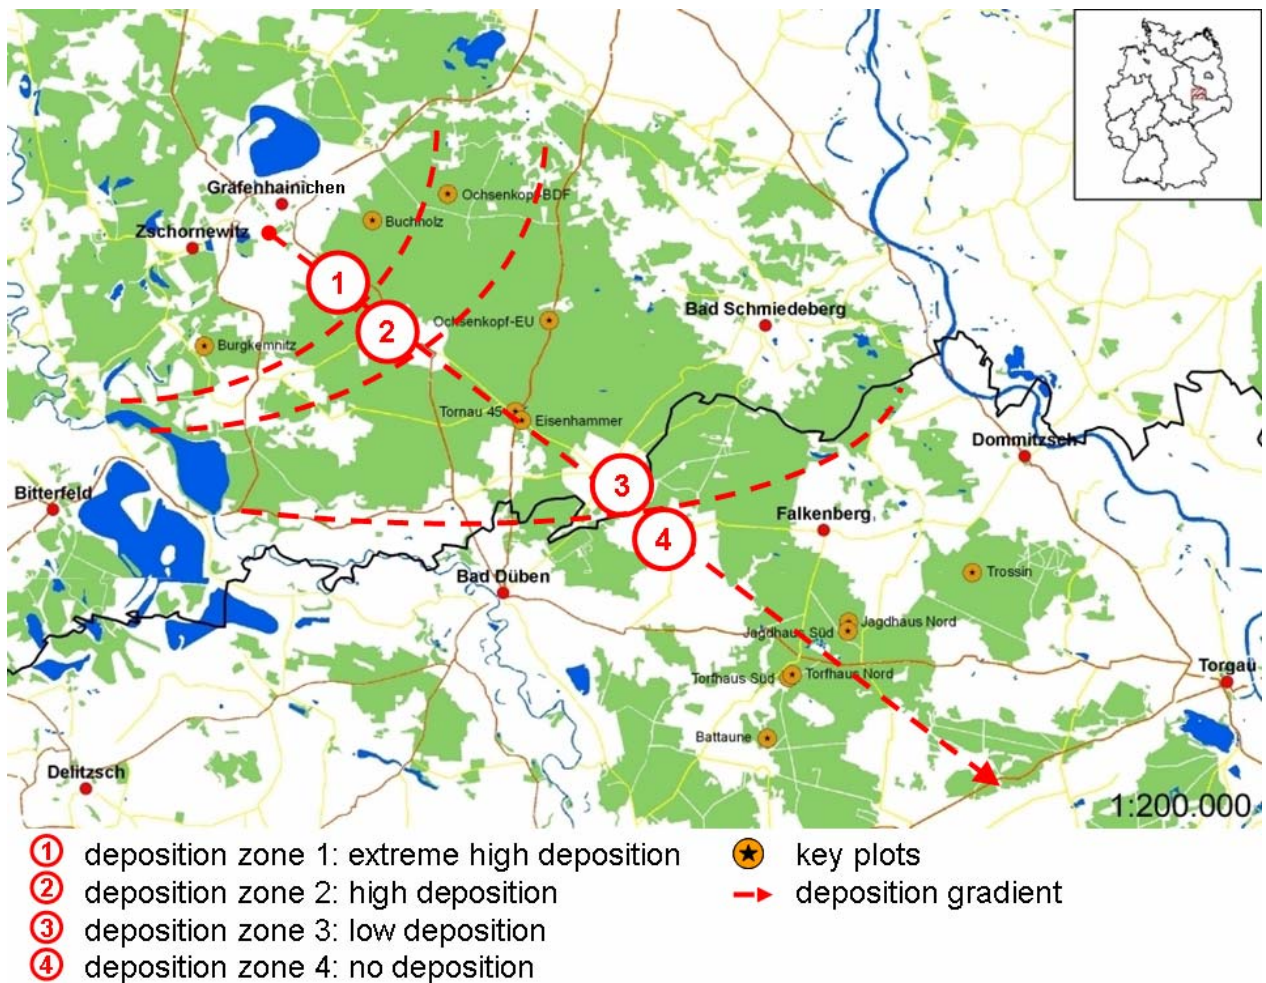 Ochsenkopf-BDF
Gräfenhainichen
Buchholz
Zschornewitz
1
Bad Schmiedeberg
2
Ochsenkopf-EU
Burgkemnitz
Tornau 45
Eisenhammer
Dommitzsch
3
Bitterfeld
Falkenberg
4
Bad Düben
Trossin
Jagdhaus Nord
Jagdhaus Süd
Torgau
Torfhaus Süd
Torfhaus Nord
Battaune
Delitzsch
1:200.000
1 deposition zone 1: extreme high deposition
2 deposition zone 2: high deposition
3 deposition zone 3: low deposition
4 deposition zone 4: no deposition
key plots
deposition gradient